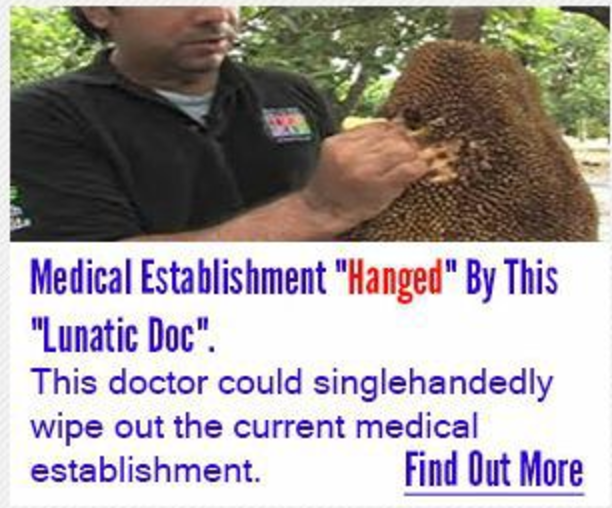 Medical Establishment "Hanged" By This
"Lunatic Doc".
This doctor could singlehandedly
wipe out the current medical
establishment.
Find Out More